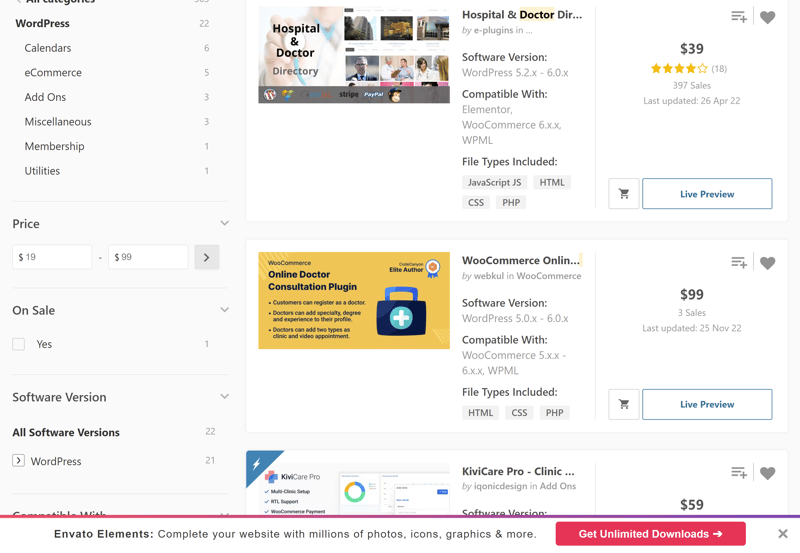 All Categories
WordPress 22
Calendars 6
eCommerce 5
Add Ons 3
Miscellaneous 3
Membership 1
Utilities 1
Price
$ 19 - $ 99
On Sale
Yes 1
Software Version
All Software Versions 22
WordPress 21
Compatible With
Hospital
&
Doctor
Directory
stripe PayPal
Hospital & Doctor Dir...
by e-plugins in ...
Software Version:
WordPress 5.2.x - 6.0.x
Compatible With:
Elementor,
WooCommerce 6.x.x,
WPML
File Types Included:
JavaScript JS HTML
CSS PHP
$39
(18)
397 Sales
Last updated: 26 Apr 22
Live Preview
WooCommerce
Online Doctor
Consultation Plugin
CodeCanyon
Elite Author
• Customers can register as a doctor.
• Doctors can add specialty, degree
and experience to their profile.
• Doctors can add two types as
clinic and video appointment.
WooCommerce Onlin...
by webkul in WooCommerce
Software Version:
WordPress 5.0.x - 6.0.x
Compatible With:
WooCommerce 5.x.x -
6.x.x, WPML
File Types Included:
HTML CSS PHP
$99
3 Sales
Last updated: 25 Nov 22
Live Preview
KiviCare Pro
Multi-Clinic Setup
RTL Support
WooCommerce Payment
KiviCare Pro - Clinic ...
by iqonicdesign in Add Ons
Software Version:
$59
Envato Elements: Complete your website with millions of photos, icons, graphics & more.
Get Unlimited Downloads ➔